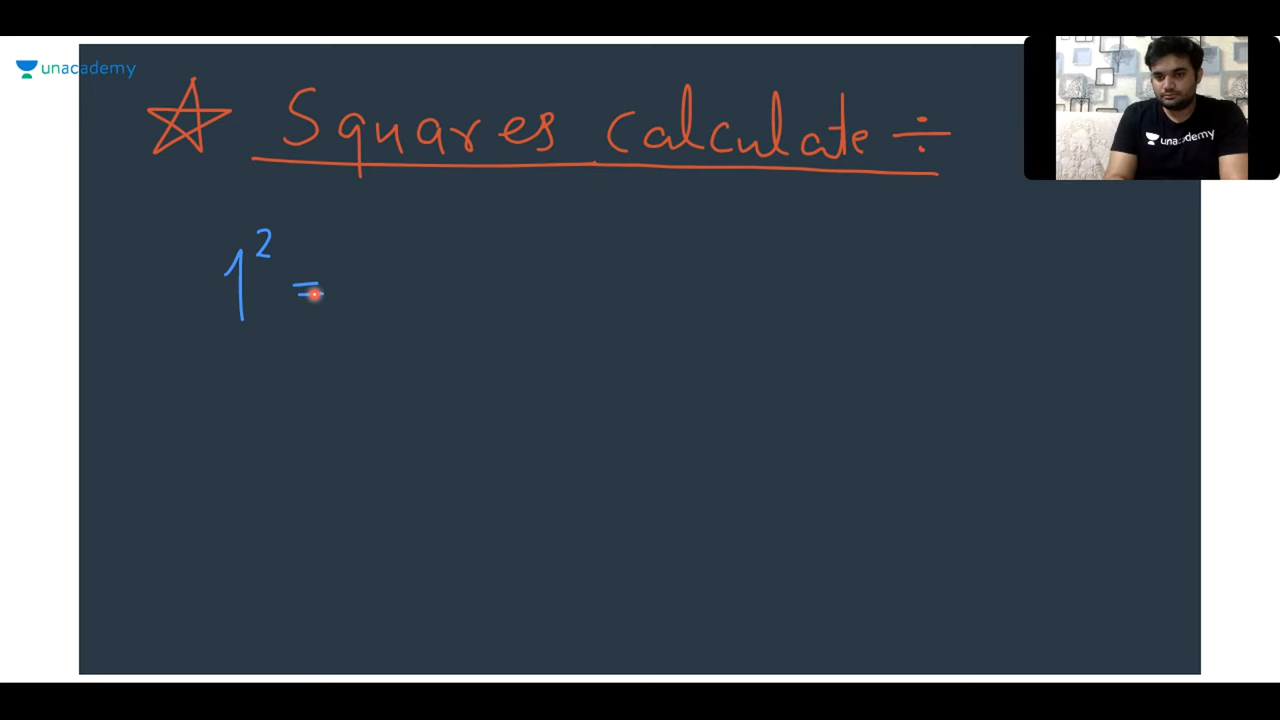 unacademy
☆ Squares calculate ÷
unacademy
1² =